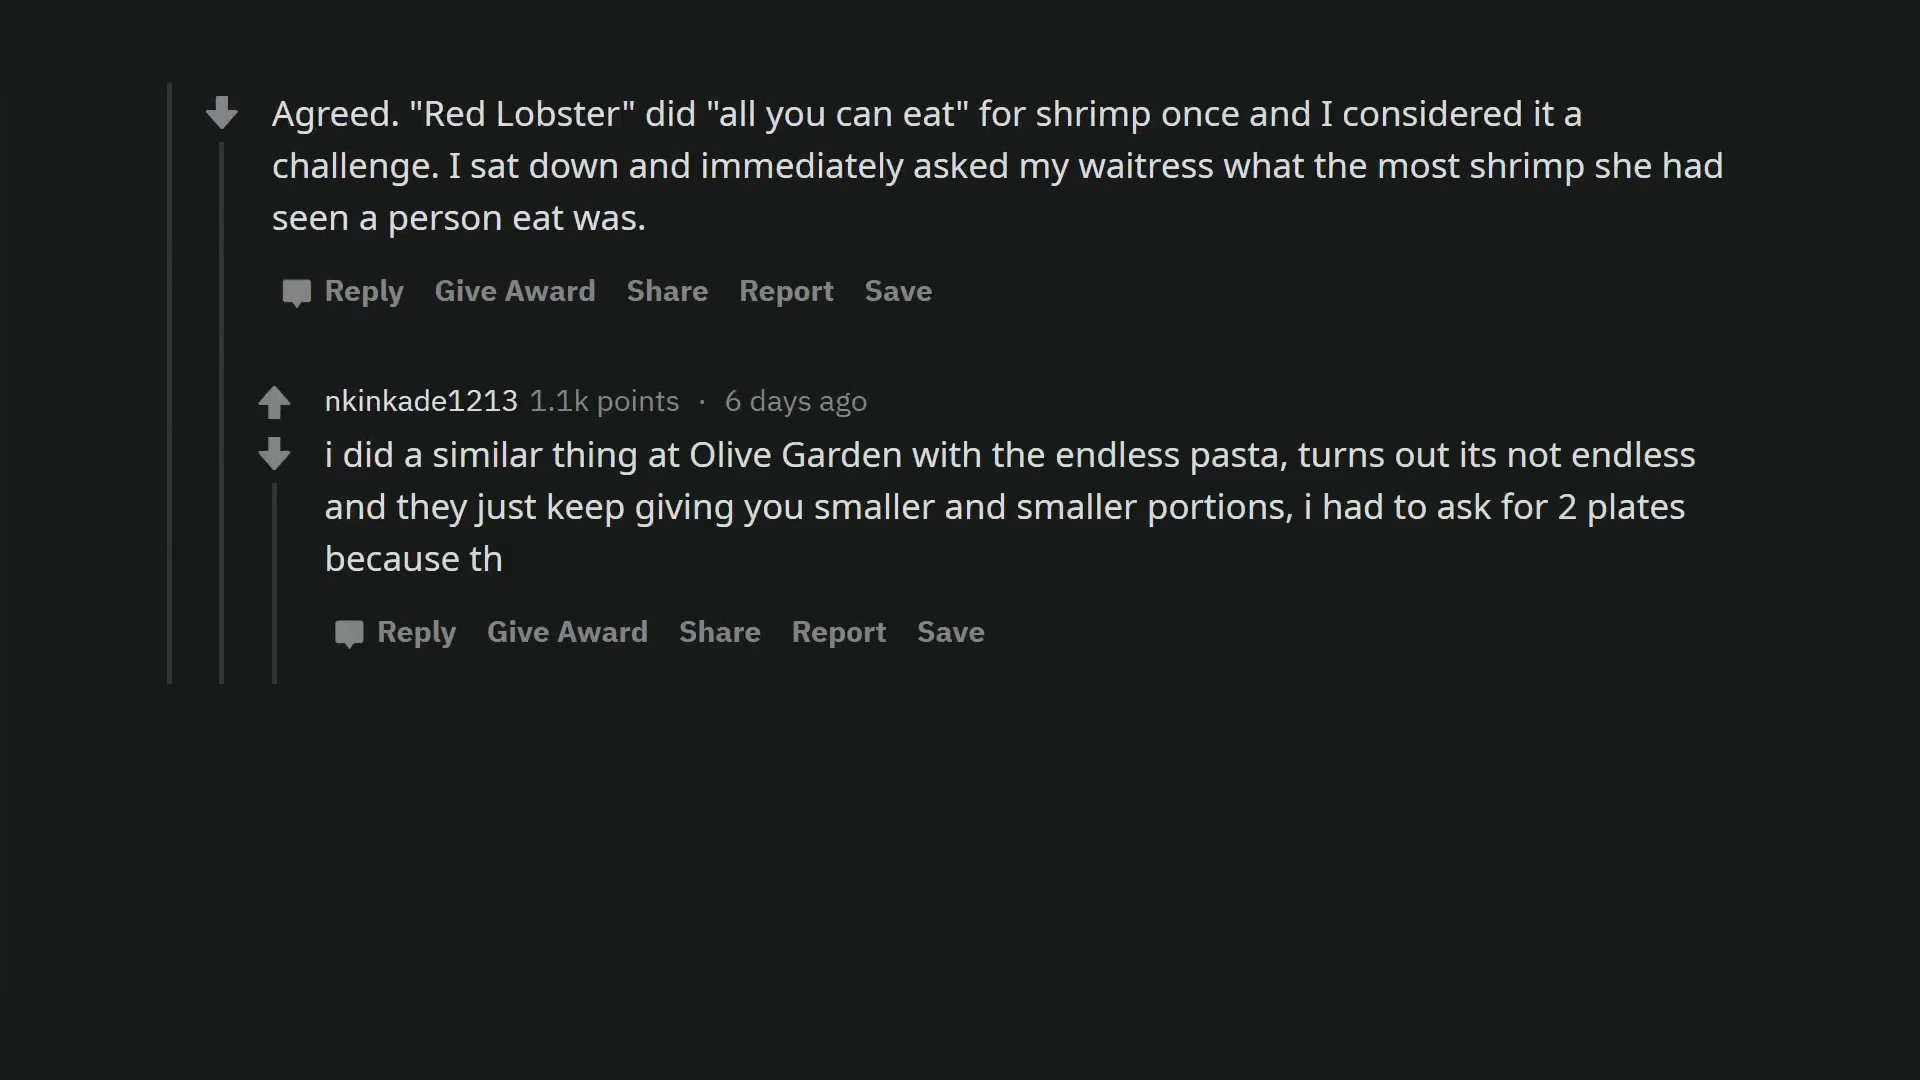 Agreed. "Red Lobster" did "all you can eat" for shrimp once and I considered it a
challenge. I sat down and immediately asked my waitress what the most shrimp she had
seen a person eat was.
Reply Give Award Share Report Save
nkinkade1213 1.1k points · 6 days ago
i did a similar thing at Olive Garden with the endless pasta, turns out its not endless
and they just keep giving you smaller and smaller portions, i had to ask for 2 plates
because th
Reply Give Award Share Report Save